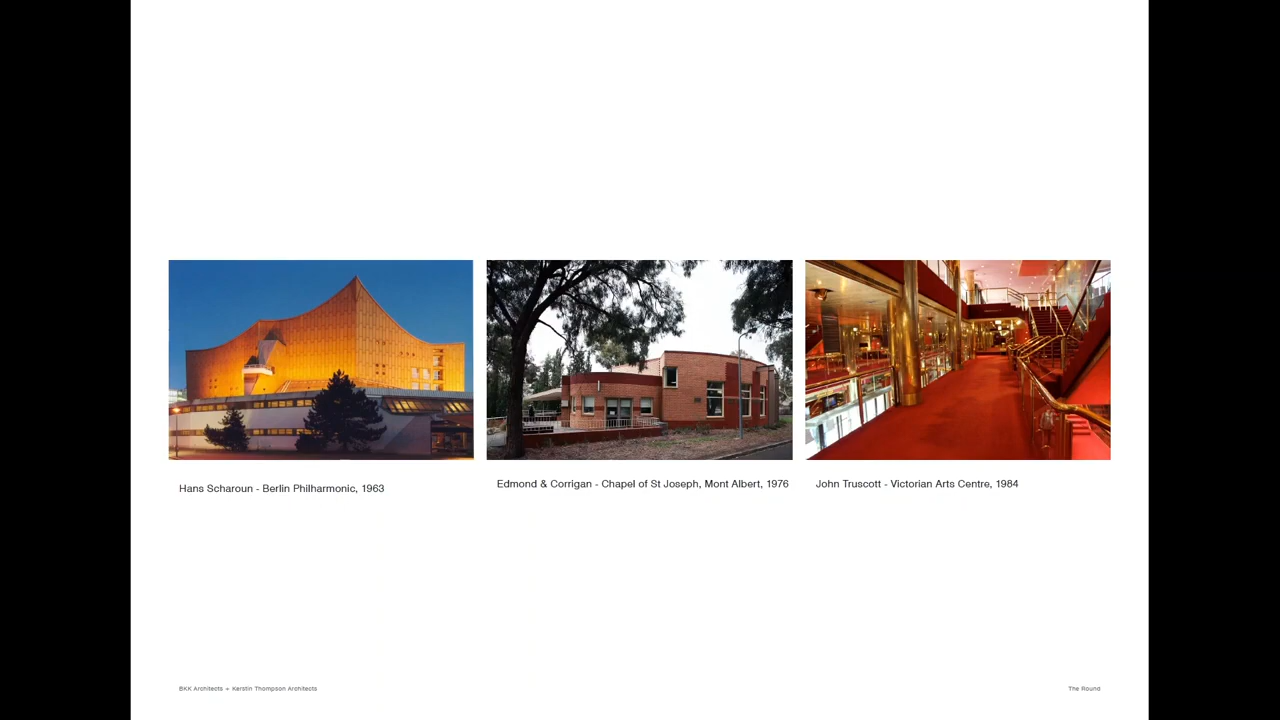 Hans Scharoun - Berlin Philharmonic, 1963
Edmond & Corrigan - Chapel of St Joseph, Mont Albert, 1976
John Truscott - Victorian Arts Centre, 1984
BKK Architects + Kerstin Thompson Architects
The Round